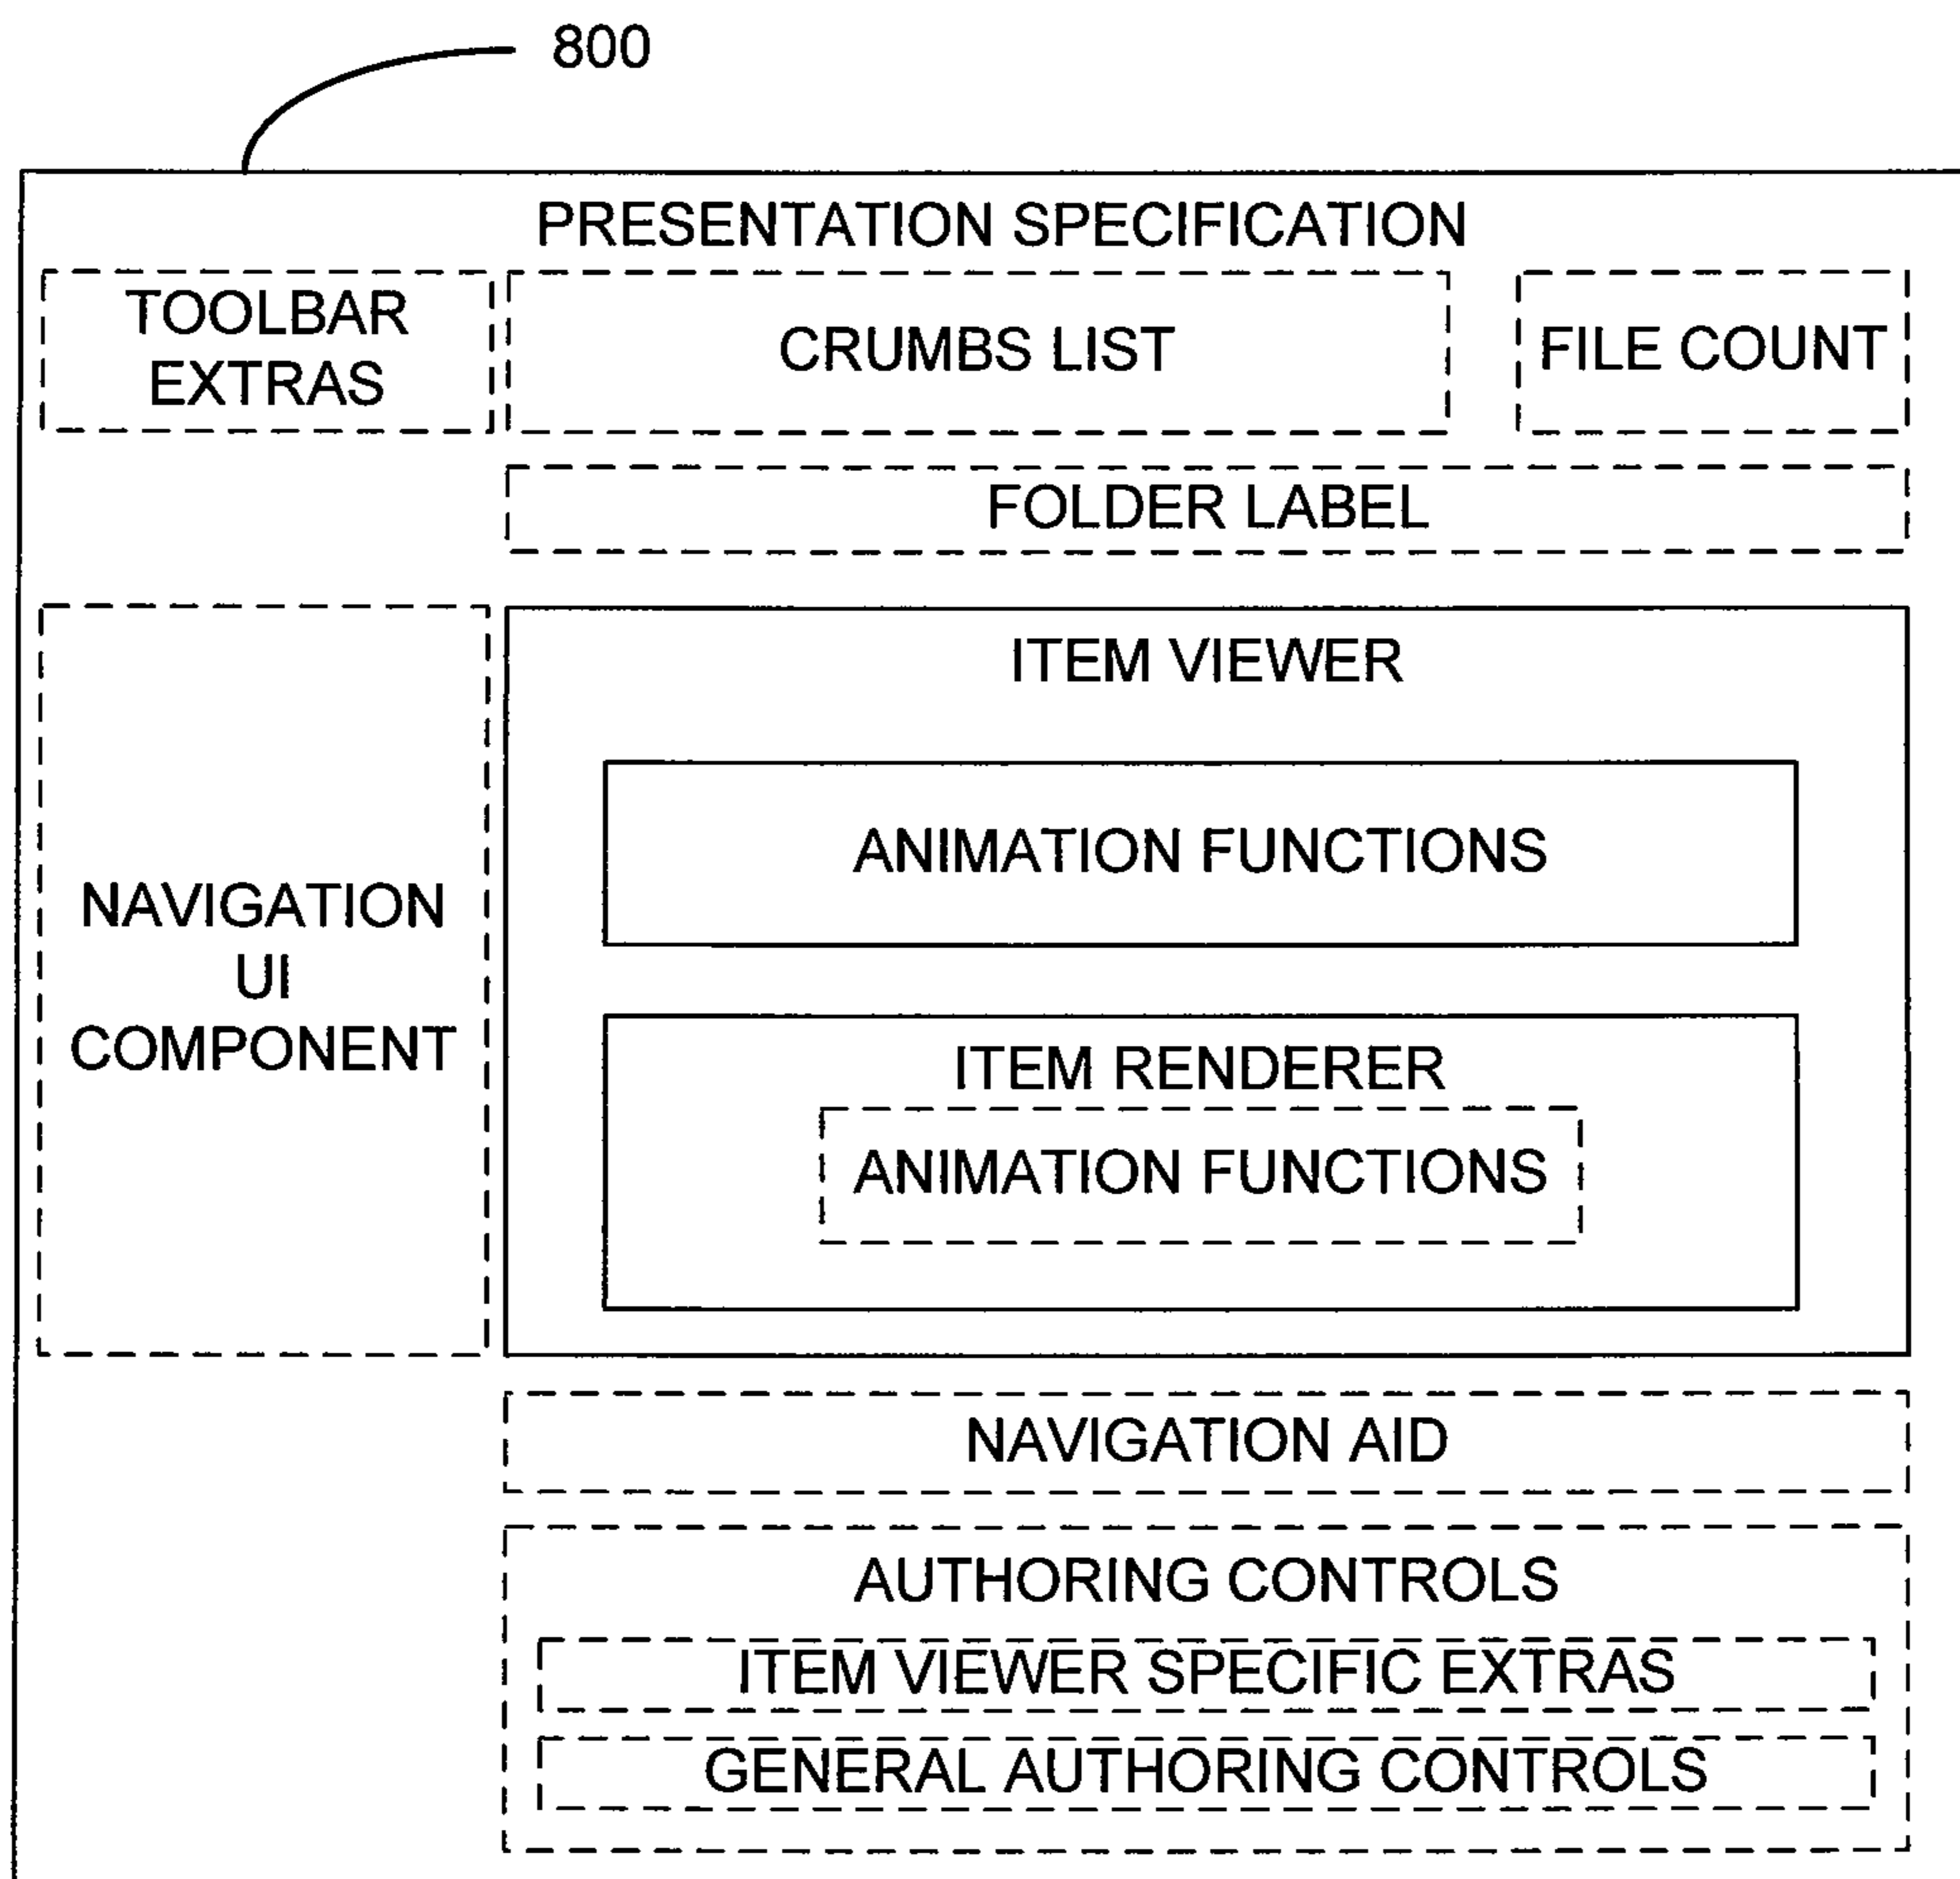 800
PRESENTATION SPECIFICATION
TOOLBAR
EXTRAS
CRUMBS LIST
FILE COUNT
FOLDER LABEL
NAVIGATION
UI
COMPONENT
ITEM VIEWER
ANIMATION FUNCTIONS
ITEM RENDERER
ANIMATION FUNCTIONS
NAVIGATION AID
AUTHORING CONTROLS
ITEM VIEWER SPECIFIC EXTRAS
GENERAL AUTHORING CONTROLS